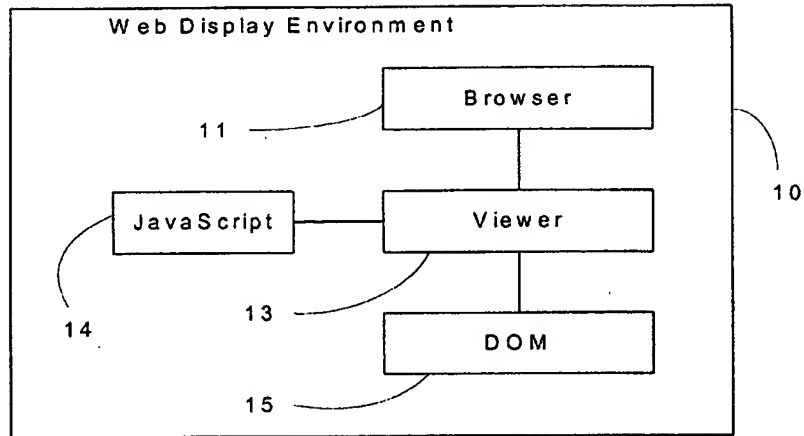 Web Display Environment
Browser
11
10
JavaScript
Viewer
14
13
DOM
15